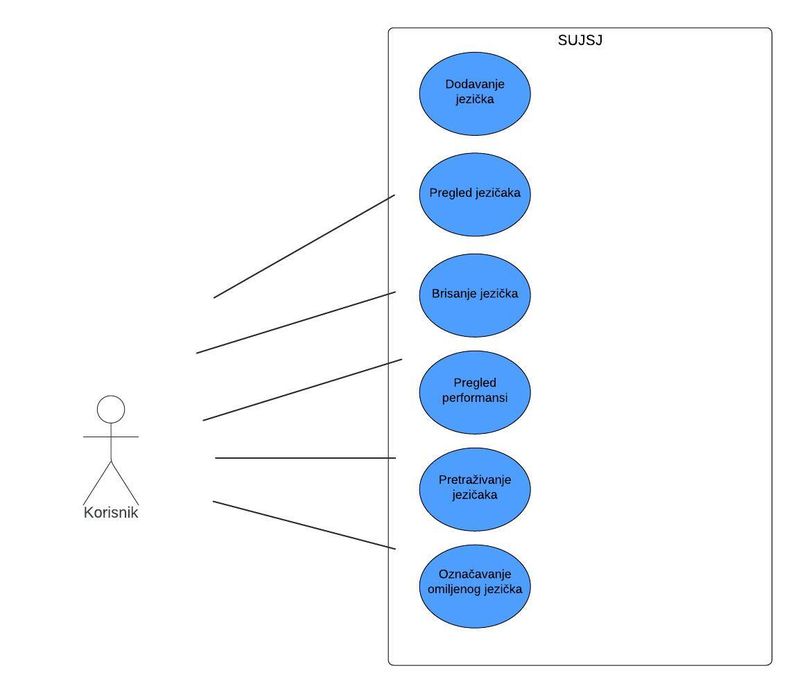 SUJSJ
Dodavanje
jezička
Pregled jezičaka
Brisanje jezička
Pregled
performansi
Pretraživanje
jezičaka
Označavanje
omiljenog jezička
Korisnik